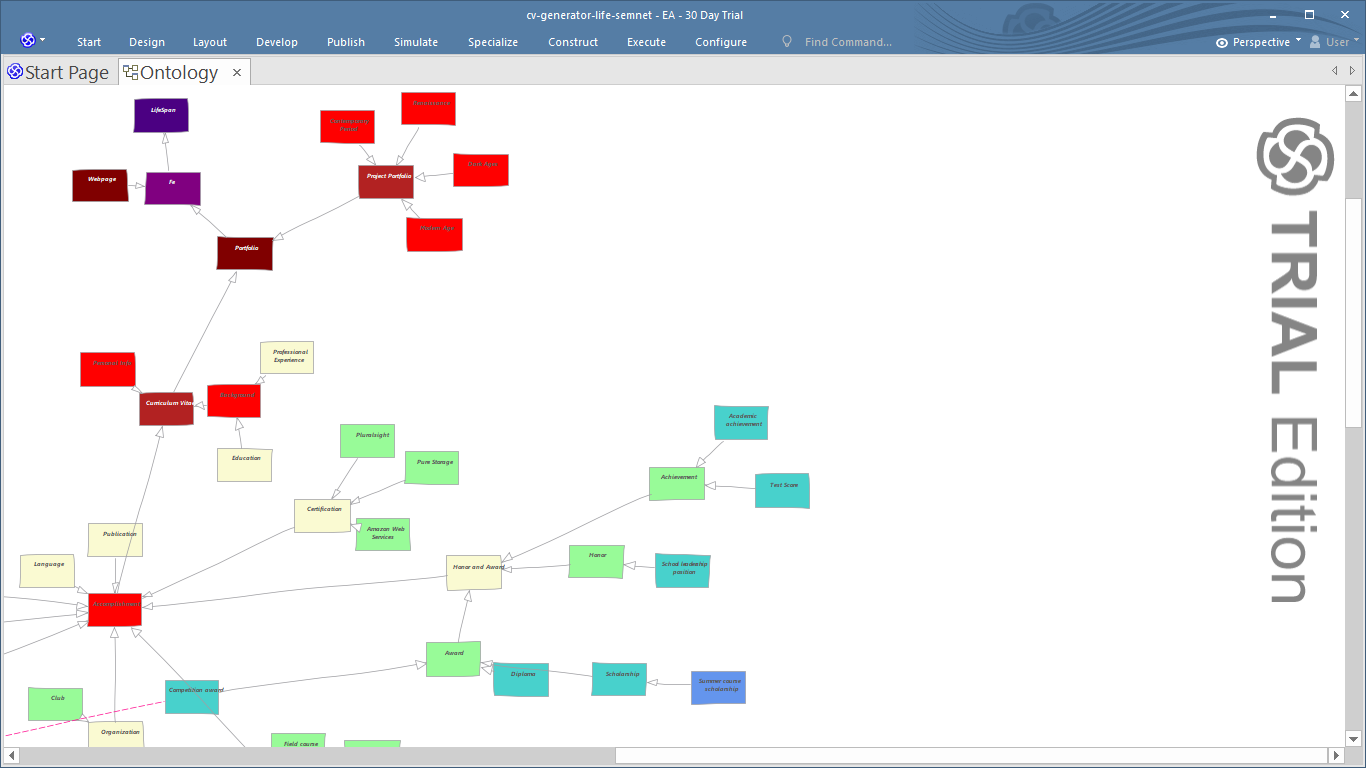 cv-generator-life-semnet - EA - 30 Day Trial
Start
Design
Layout
Develop
Publish
Simulate
Specialize
Construct
Execute
Configure
Find Command...
Perspective
User
Start Page
Ontology
LifeSpan
Webpage
Fe
Portfolio
Renaissance
Contemporary
Period
Dark Ages
Project Portfolio
Modern Age
Personal Info
Professional
Experience
Background
Curriculum Vitae
Education
Pluralsight
Pure Storage
Certification
Amazon Web
Services
Academic
achievement
Achievement
Test Score
Publication
Language
Accomplishment
Honor and Award
Honor
School leadership
position
Award
Diploma
Scholarship
Summer course
scholarship
Competition award
Club
Organization
Field course
TRIAL Edition